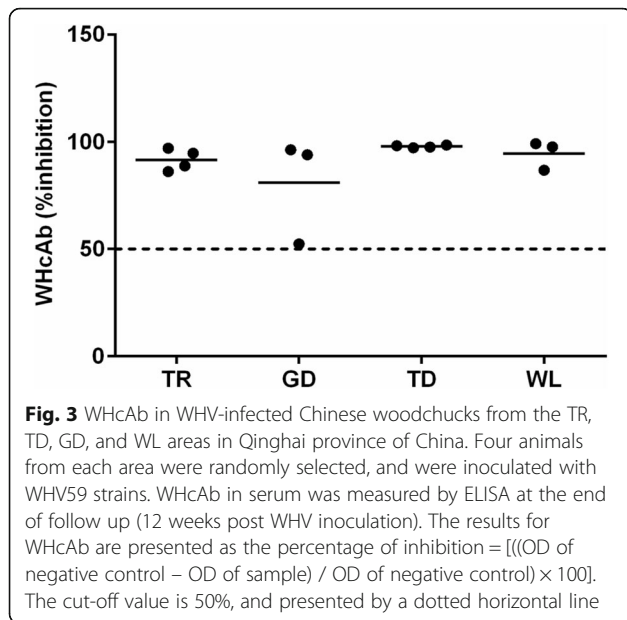 150
100
50
0
WHcAb (%inhibition)
TR GD TD WL
Fig. 3 WHcAb in WHV-infected Chinese woodchucks from the TR,
TD, GD, and WL areas in Qinghai province of China. Four animals
from each area were randomly selected, and were inoculated with
WHV59 strains. WHcAb in serum was measured by ELISA at the end
of follow up (12 weeks post WHV inoculation). The results for
WHcAb are presented as the percentage of inhibition = [((OD of
negative control – OD of sample) / OD of negative control) × 100].
The cut-off value is 50%, and presented by a dotted horizontal line